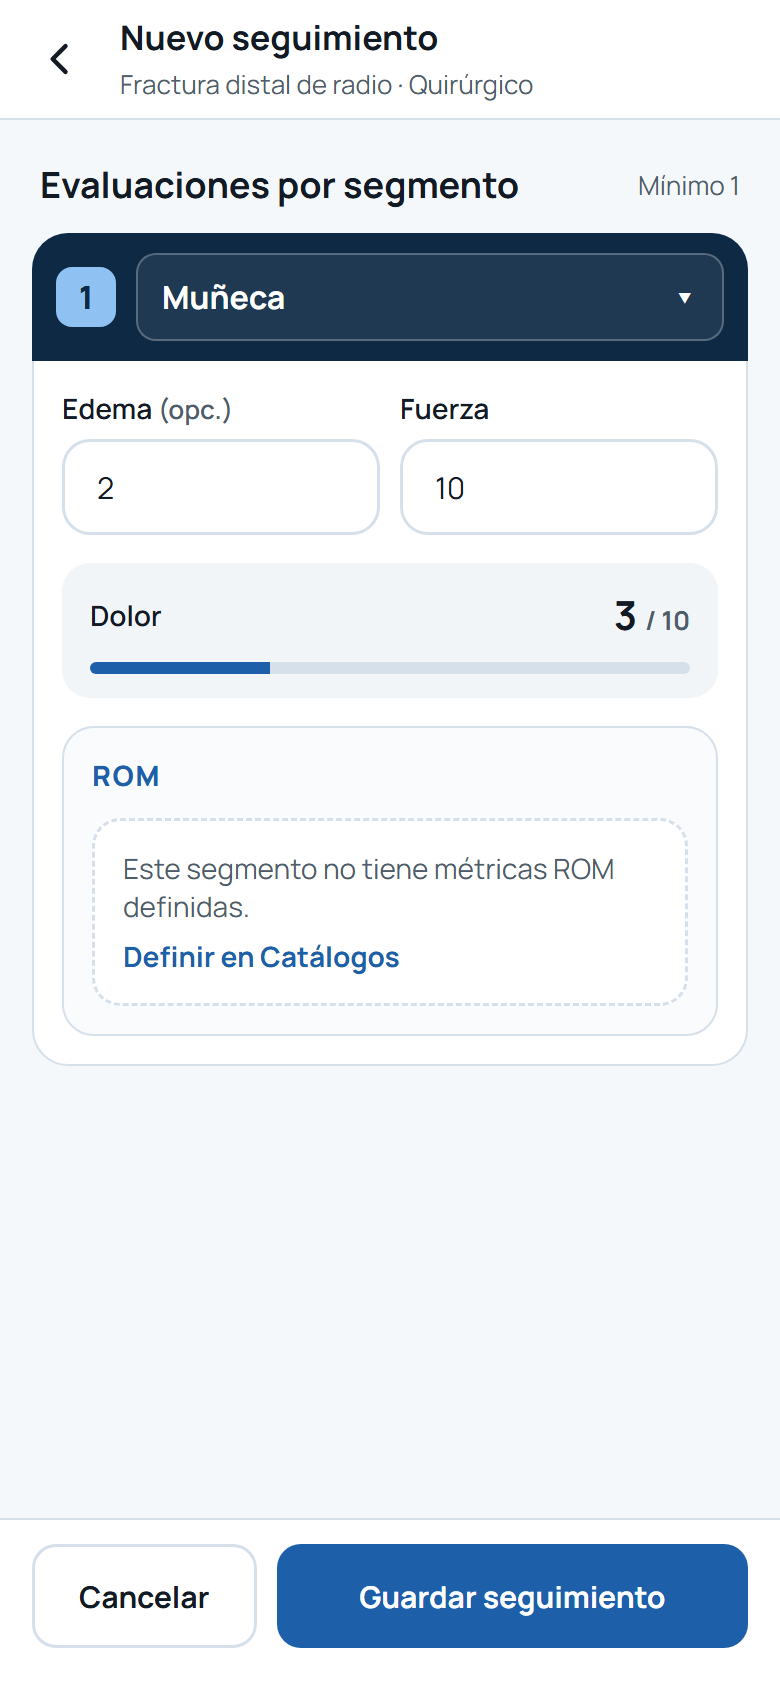 Nuevo seguimiento
Fractura distal de radio · Quirúrgico
Evaluaciones por segmento
Mínimo 1
1
Muñeca
Edema (opc.)
Fuerza
2
10
Dolor
3 / 10
ROM
Este segmento no tiene métricas ROM
definidas.
Definir en Catálogos
Cancelar
Guardar seguimiento